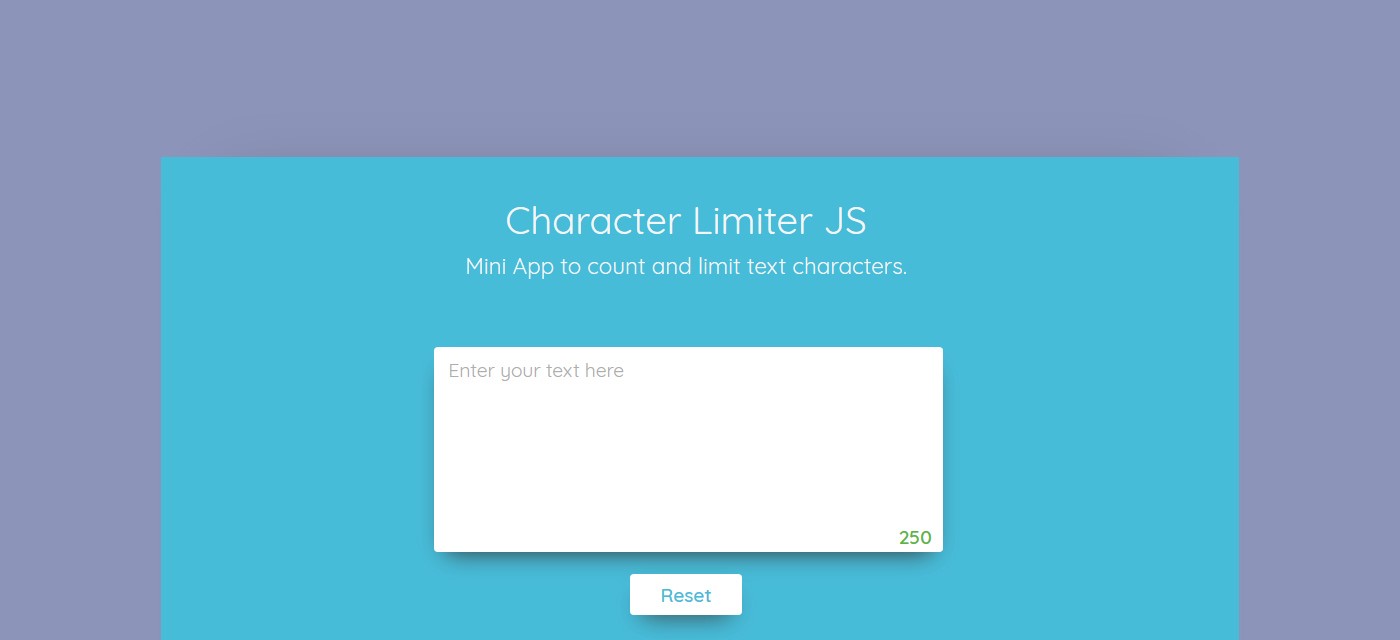 Character Limiter JS
Mini App to count and limit text characters.
Enter your text here
250
Reset